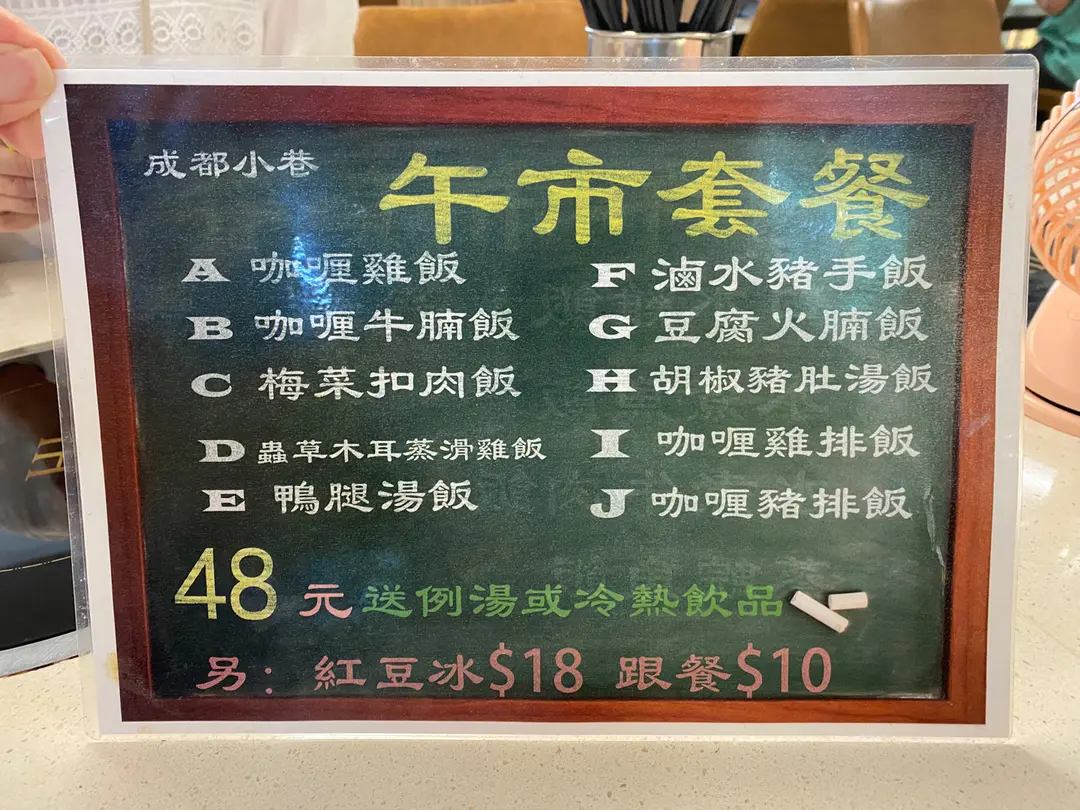 成都小巷
午市套餐
A 咖喱雞飯
B 咖喱牛腩飯
C 梅菜扣肉飯
D 蟲草木耳蒸滑雞飯
E 鴨腿湯飯
F 滷水豬手飯
G 豆腐火腩飯
H 胡椒豬肚湯飯
I 咖喱雞排飯
J 咖喱豬排飯
48元送例湯或冷熱飲品
另：紅豆冰$18 跟餐$10